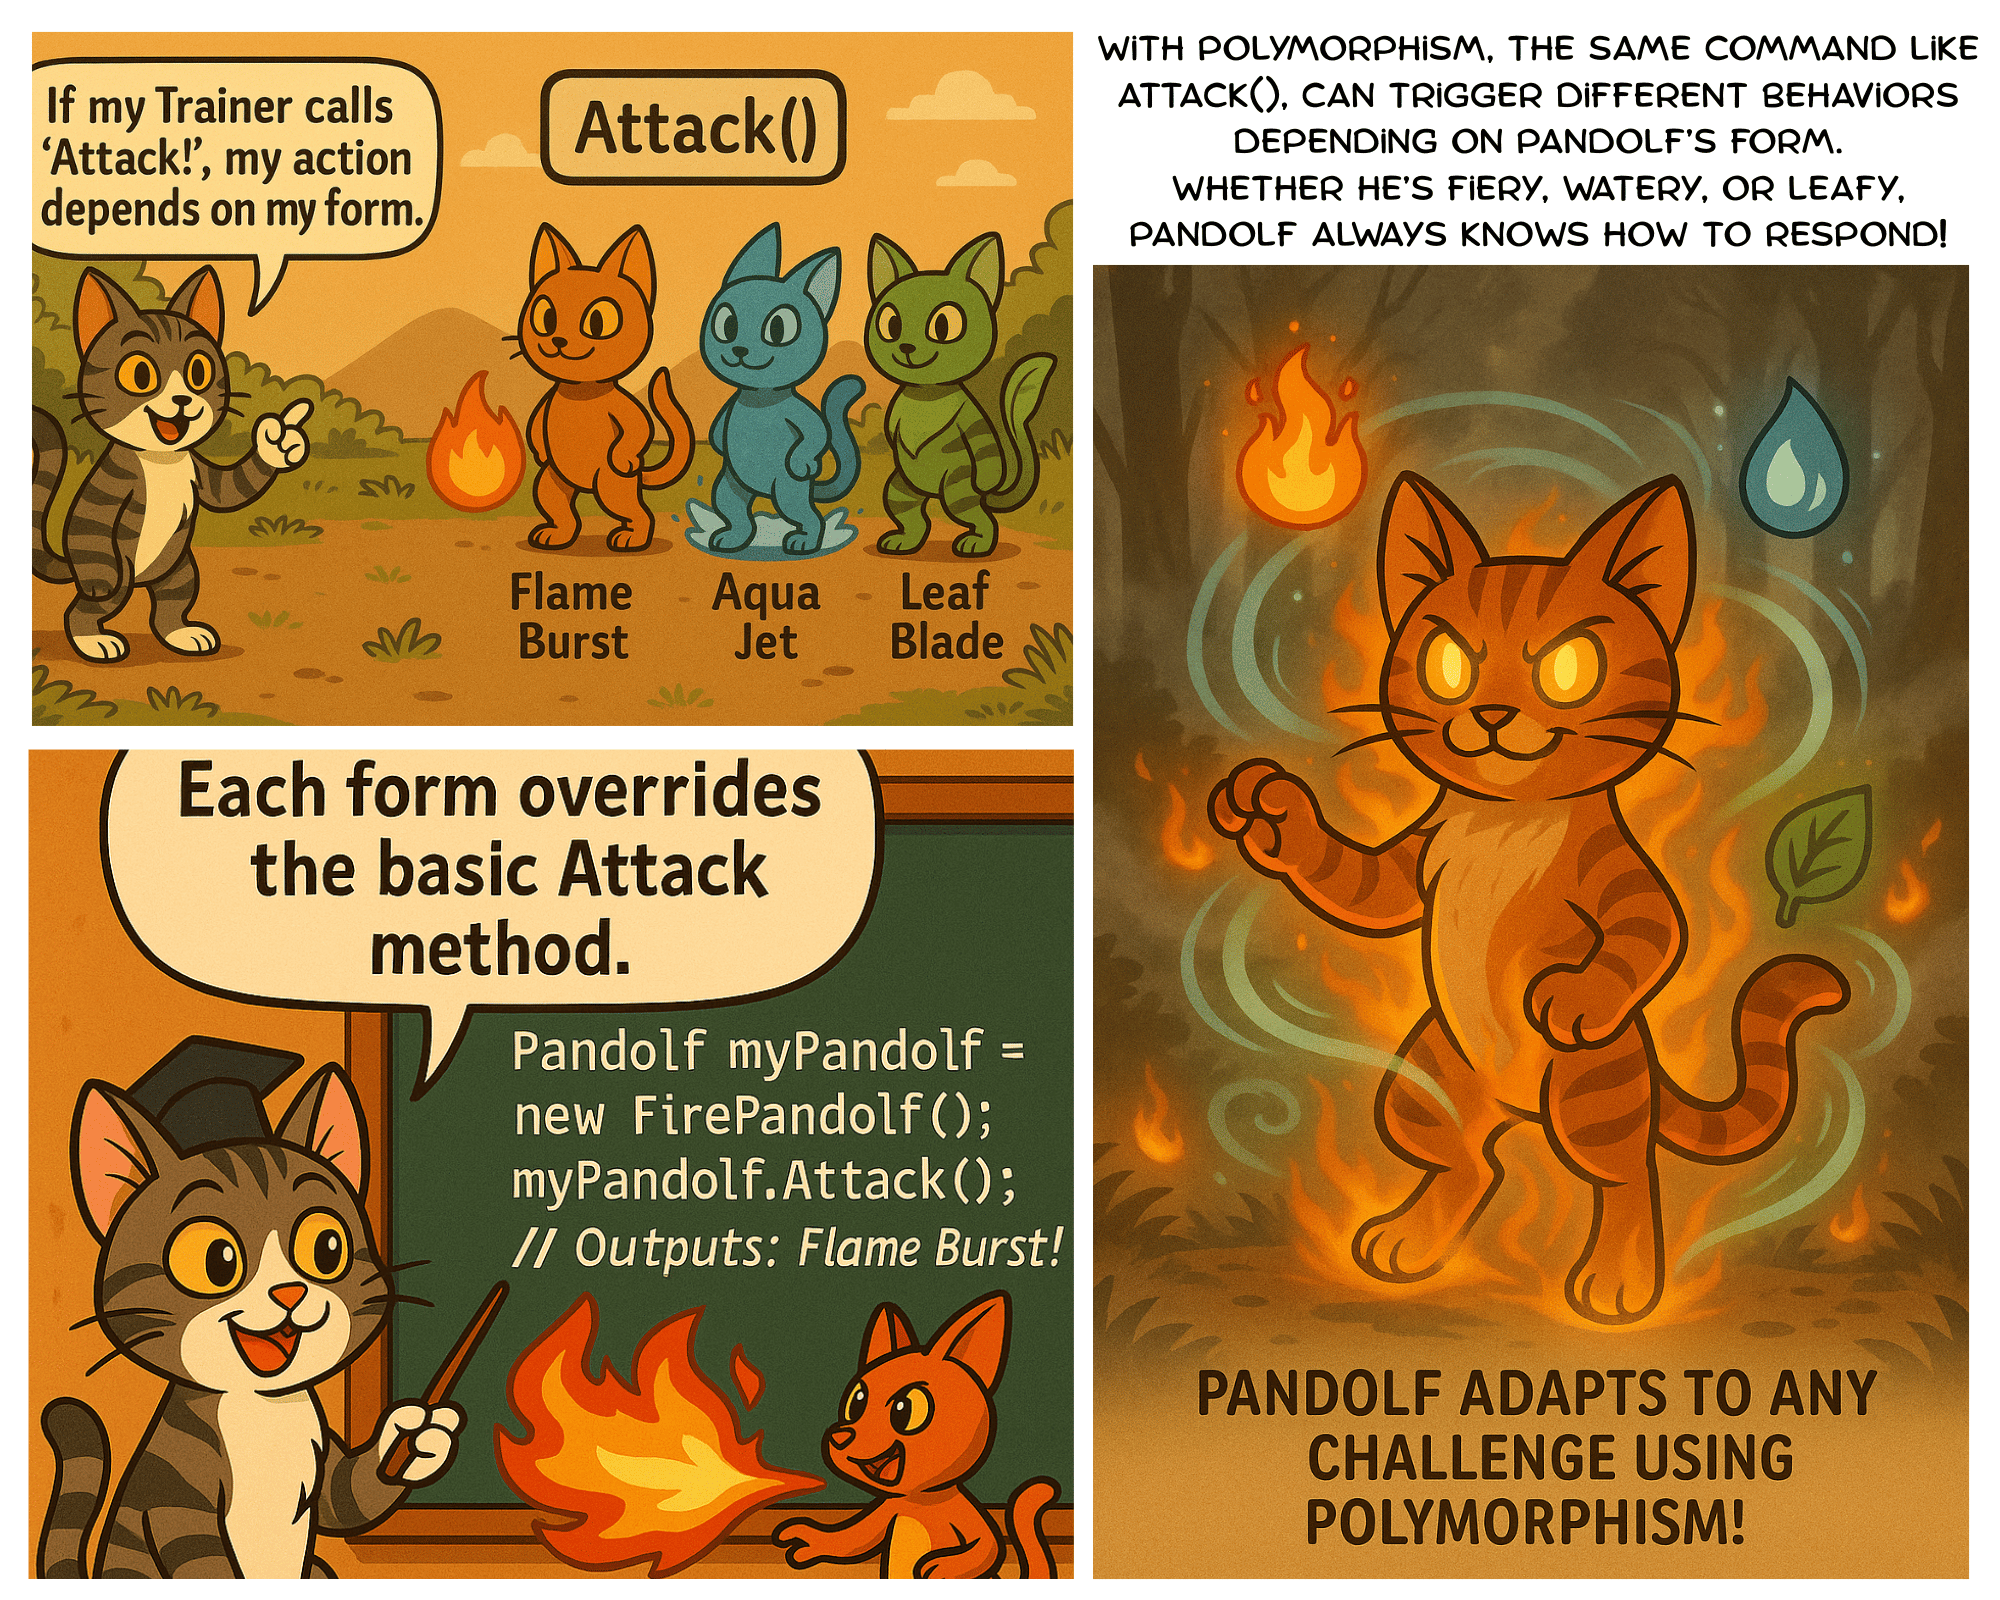 If my Trainer calls
‘Attack!’, my action
depends on my form.
Attack()
Flame
Burst
Aqua
Jet
Leaf
Blade
WITH POLYMORPHISM, THE SAME COMMAND LIKE
ATTACK(), CAN TRIGGER DIFFERENT BEHAVIORS
DEPENDING ON PANDOLF’S FORM.
WHETHER HE’S FIERY, WATERY, OR LEAFY,
PANDOLF ALWAYS KNOWS HOW TO RESPOND!
Each form overrides
the basic Attack
method.
Pandolf myPandolf =
new FirePandolf();
myPandolf.Attack();
// Outputs: Flame Burst!
PANDOLF ADAPTS TO ANY
CHALLENGE USING
POLYMORPHISM!